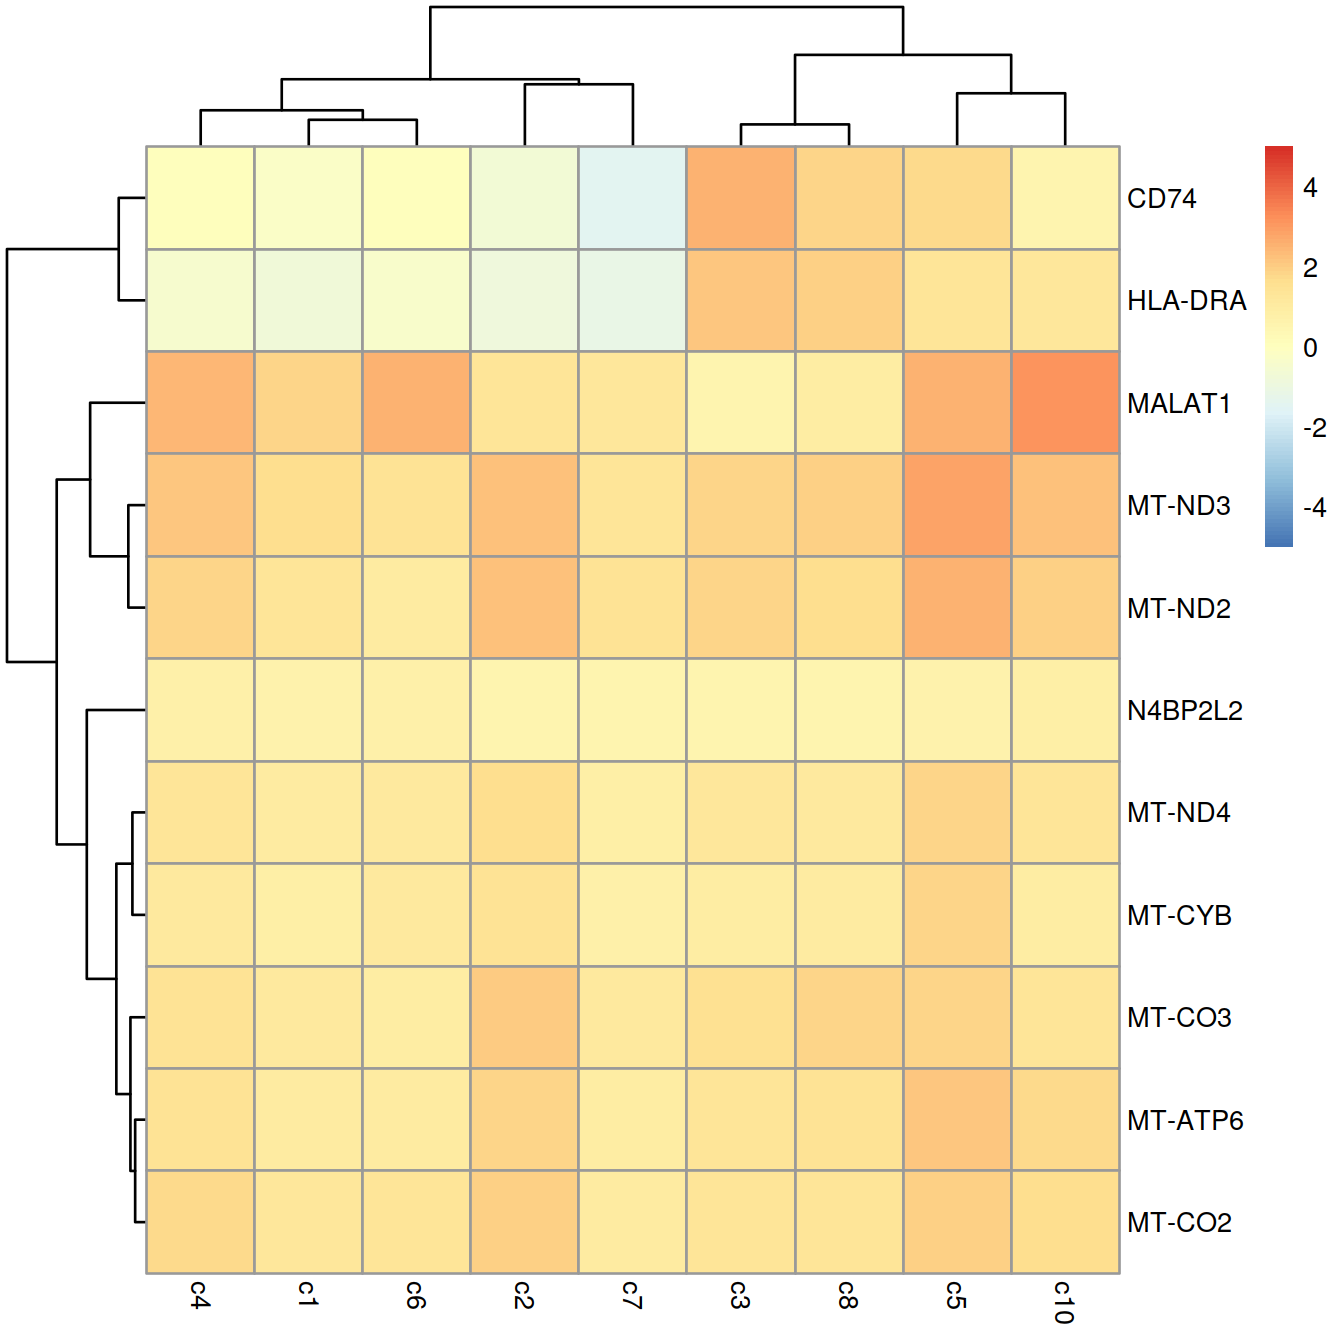 CD74
HLA-DRA
MALAT1
MT-ND3
MT-ND2
N4BP2L2
MT-ND4
MT-CYB
MT-CO3
MT-ATP6
MT-CO2
4
2
0
-2
-4
c4 c1 c6 c2 c7 c3 c8 c5 c10